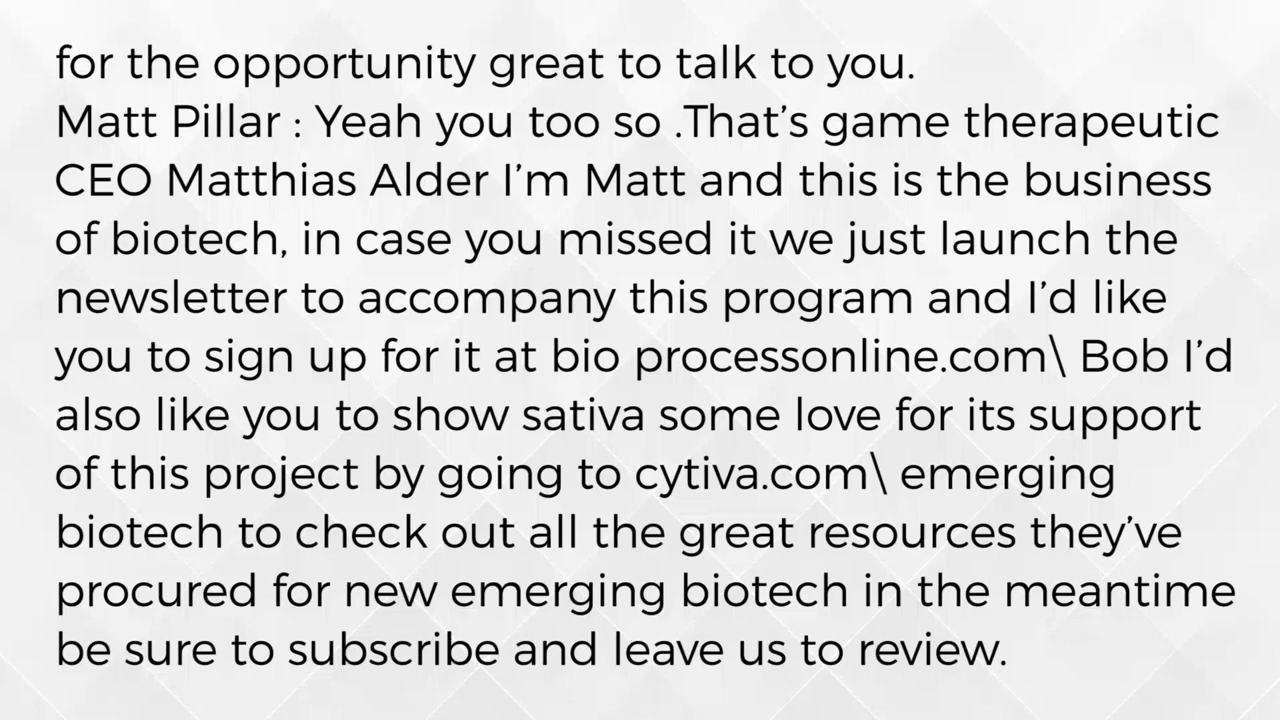 for the opportunity great to talk to you.
Matt Pillar : Yeah you too so .That’s game therapeutic
CEO Matthias Alder I’m Matt and this is the business
of biotech, in case you missed it we just launch the
newsletter to accompany this program and I’d like
you to sign up for it at bio processonline.com\ Bob I’d
also like you to show sativa some love for its support
of this project by going to cytiva.com\ emerging
biotech to check out all the great resources they’ve
procured for new emerging biotech in the meantime
be sure to subscribe and leave us to review.